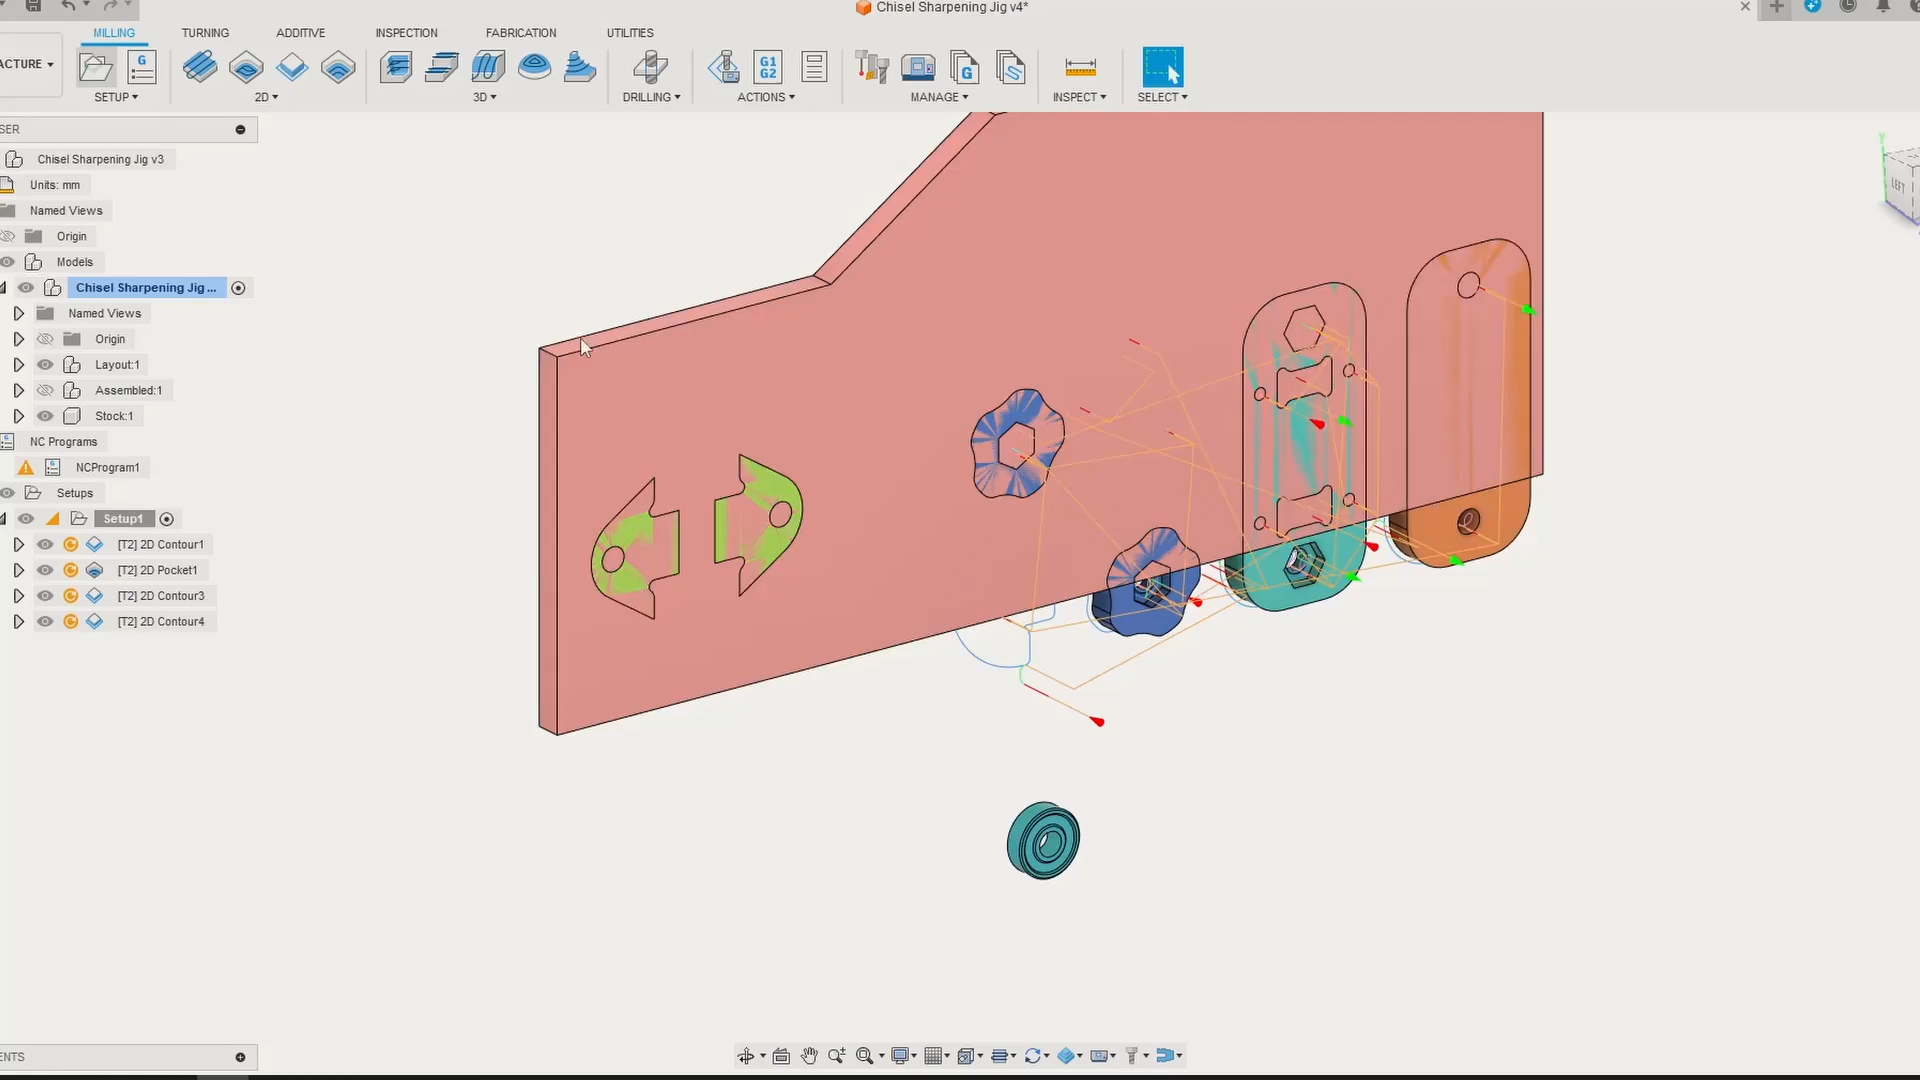 Chisel Sharpening Jig v4*
MILLING TURNING ADDITIVE INSPECTION FABRICATION UTILITIES
ACTURE
G
G1
G2
G
SETUP 2D 3D DRILLING ACTIONS MANAGE INSPECT SELECT
SER
Chisel Sharpening Jig v3
Units: mm
Named Views
Origin
Models
Chisel Sharpening Jig ...
Named Views
Origin
Layout:1
Assembled:1
Stock:1
NC Programs
NCProgram1
Setups
Setup1
[T2] 2D Contour1
[T2] 2D Pocket1
[T2] 2D Contour3
[T2] 2D Contour4
LEFT
Y
ENTS